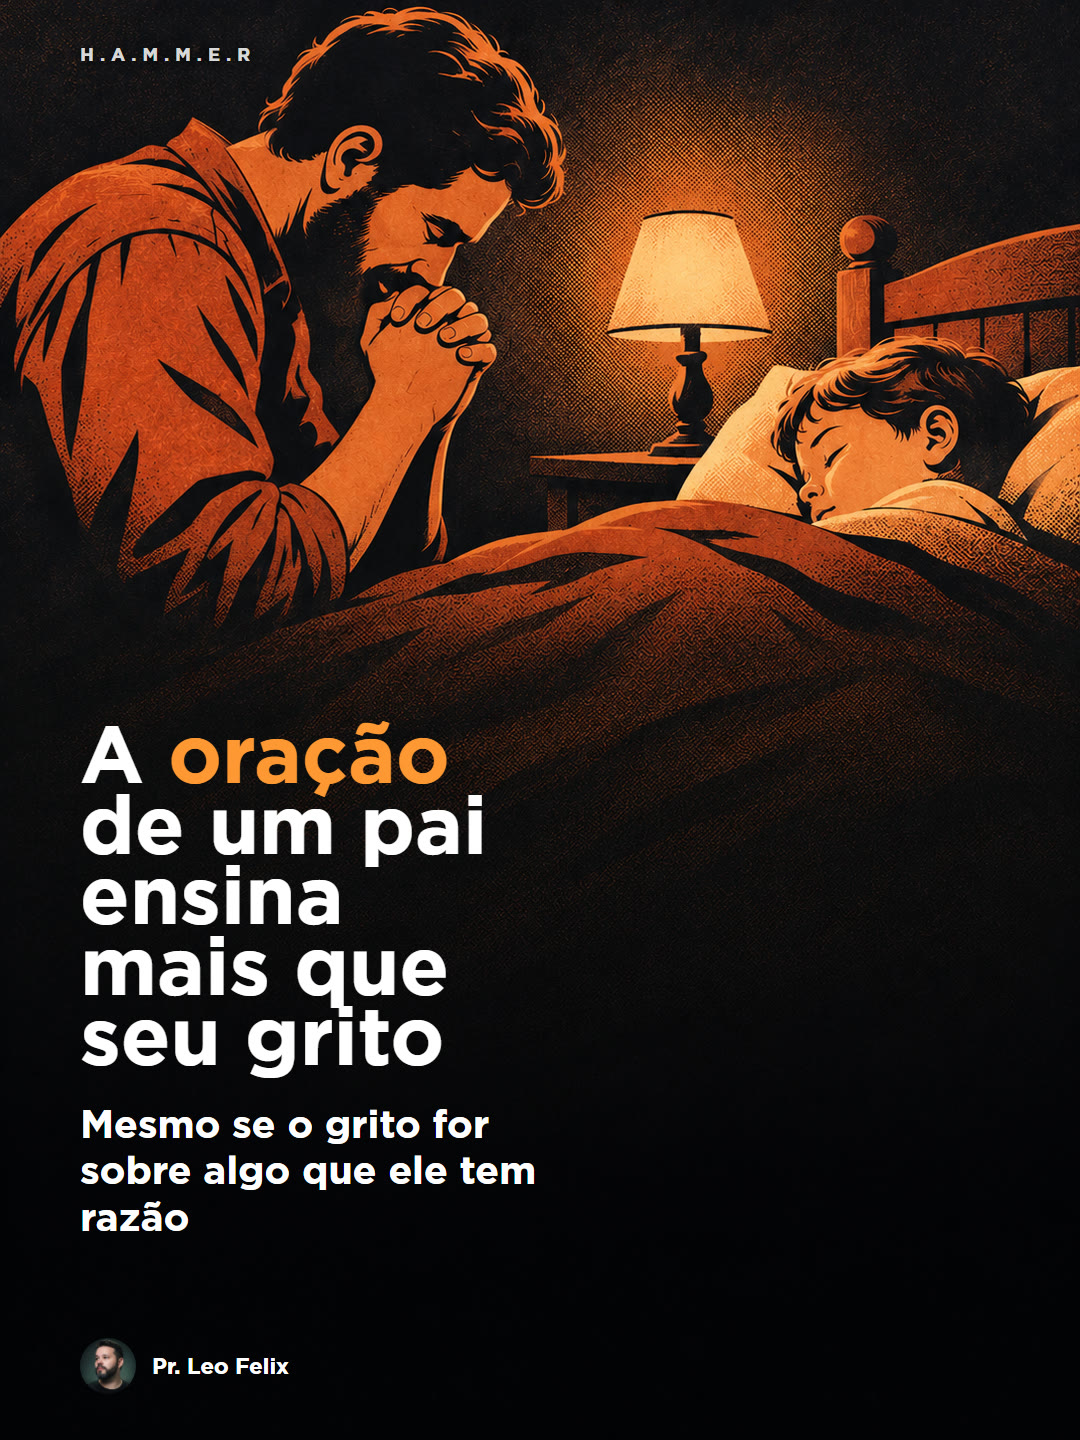 H.A.M.M.E.R
A oração
de um pai
ensina
mais que
seu grito
Mesmo se o grito for
sobre algo que ele tem
razão
Pr. Leo Felix